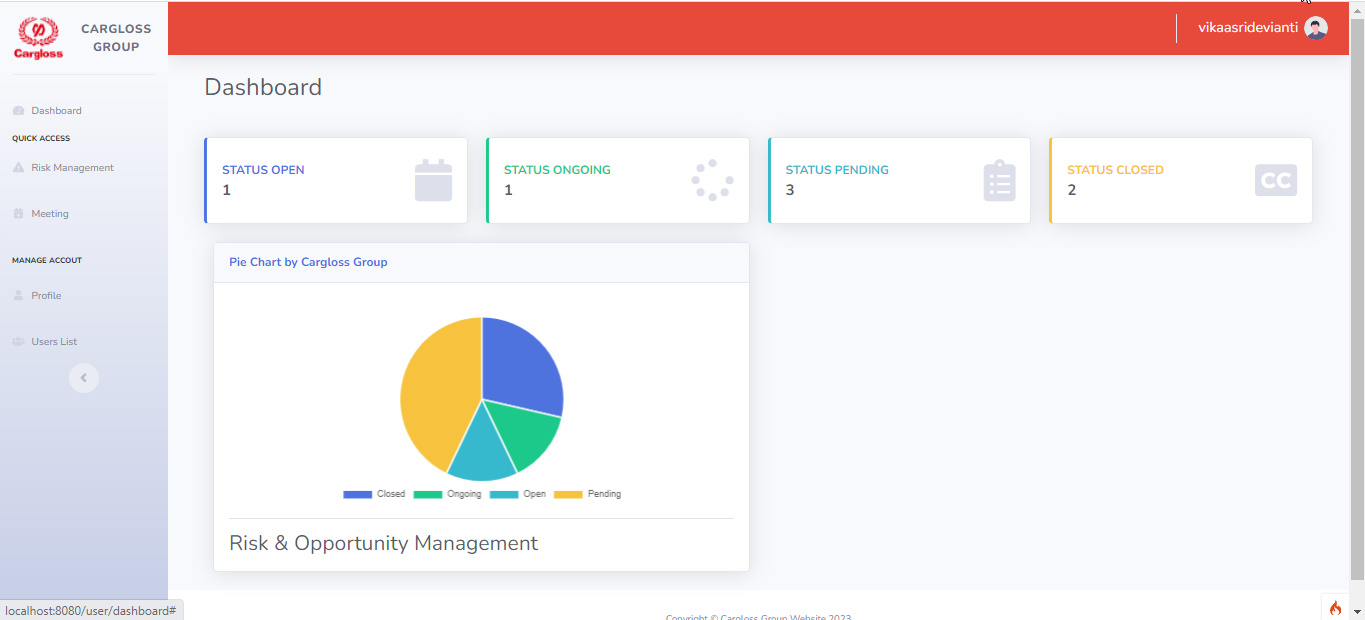 Cargloss
CARGLOSS
GROUP
vikaasridevianti
Dashboard
Dashboard
QUICK ACCESS
Risk Management
Meeting
MANAGE ACCOUT
Profile
Users List
STATUS OPEN
1
STATUS ONGOING
1
STATUS PENDING
3
STATUS CLOSED
2
CC
Pie Chart by Cargloss Group
Closed Ongoing Open Pending
Risk & Opportunity Management
localhost:8080/user/dashboard#
Copyright © Cargloss Group Website 2023